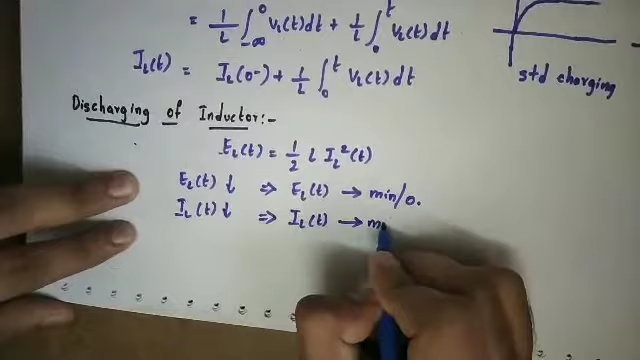 = 1/L ∫_{-∞}^{0} V_L(t)dt + 1/L ∫_{0}^{t} V_L(t)dt
I_L(t) = I_L(0-) + 1/L ∫_{0}^{t} V_L(t)dt
std charging
Discharging of Inductor:-
E_L(t) = 1/2 L I_L²(t)
E_L(t)↓ ⇒ E_L(t) → min/0.
I_L(t)↓ ⇒ I_L(t) → m